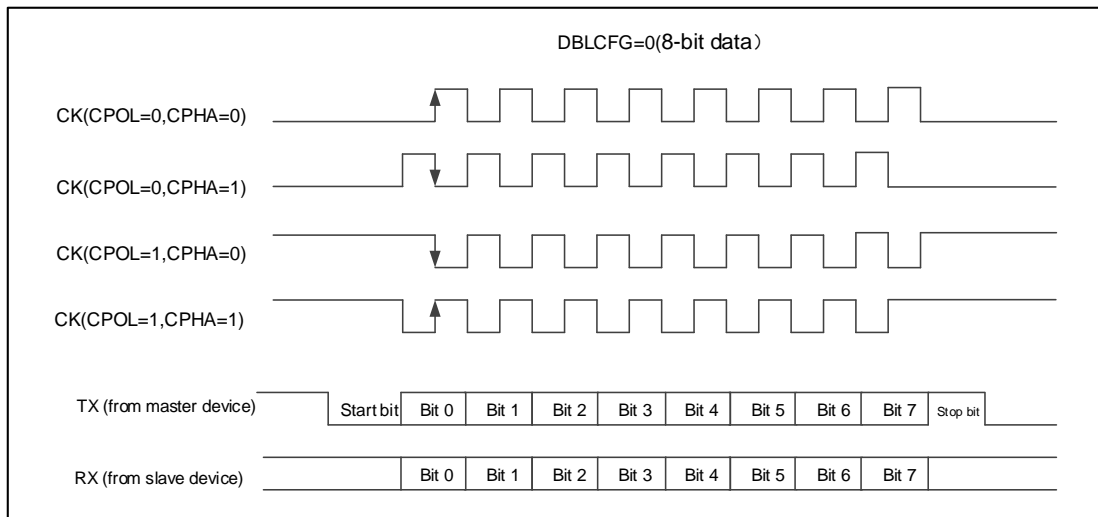 DBLCFG=0(8-bit data）
CK(CPOL=0,CPHA=0)
CK(CPOL=0,CPHA=1)
CK(CPOL=1,CPHA=0)
CK(CPOL=1,CPHA=1)
TX (from master device) Start bit Bit 0 Bit 1 Bit 2 Bit 3 Bit 4 Bit 5 Bit 6 Bit 7 Stop bit
RX (from slave device) Bit 0 Bit 1 Bit 2 Bit 3 Bit 4 Bit 5 Bit 6 Bit 7